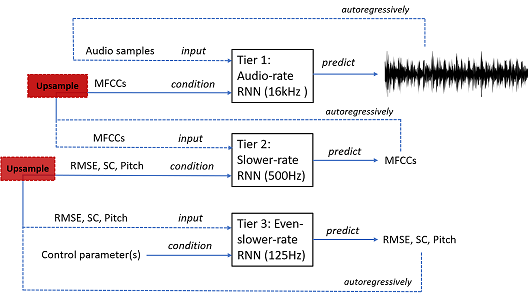 autoregressively
Audio samples input
Tier 1:
Audio-rate
RNN (16kHz )
predict
Upsample
MFCCs condition
autoregressively
MFCCs input
Tier 2:
Slower-rate
RNN (500Hz)
predict
MFCCs
Upsample
RMSE, SC, Pitch condition
RMSE, SC, Pitch input
Tier 3: Even-
slower-rate
RNN (125Hz)
predict
RMSE, SC, Pitch
Control parameter(s) condition
autoregressively